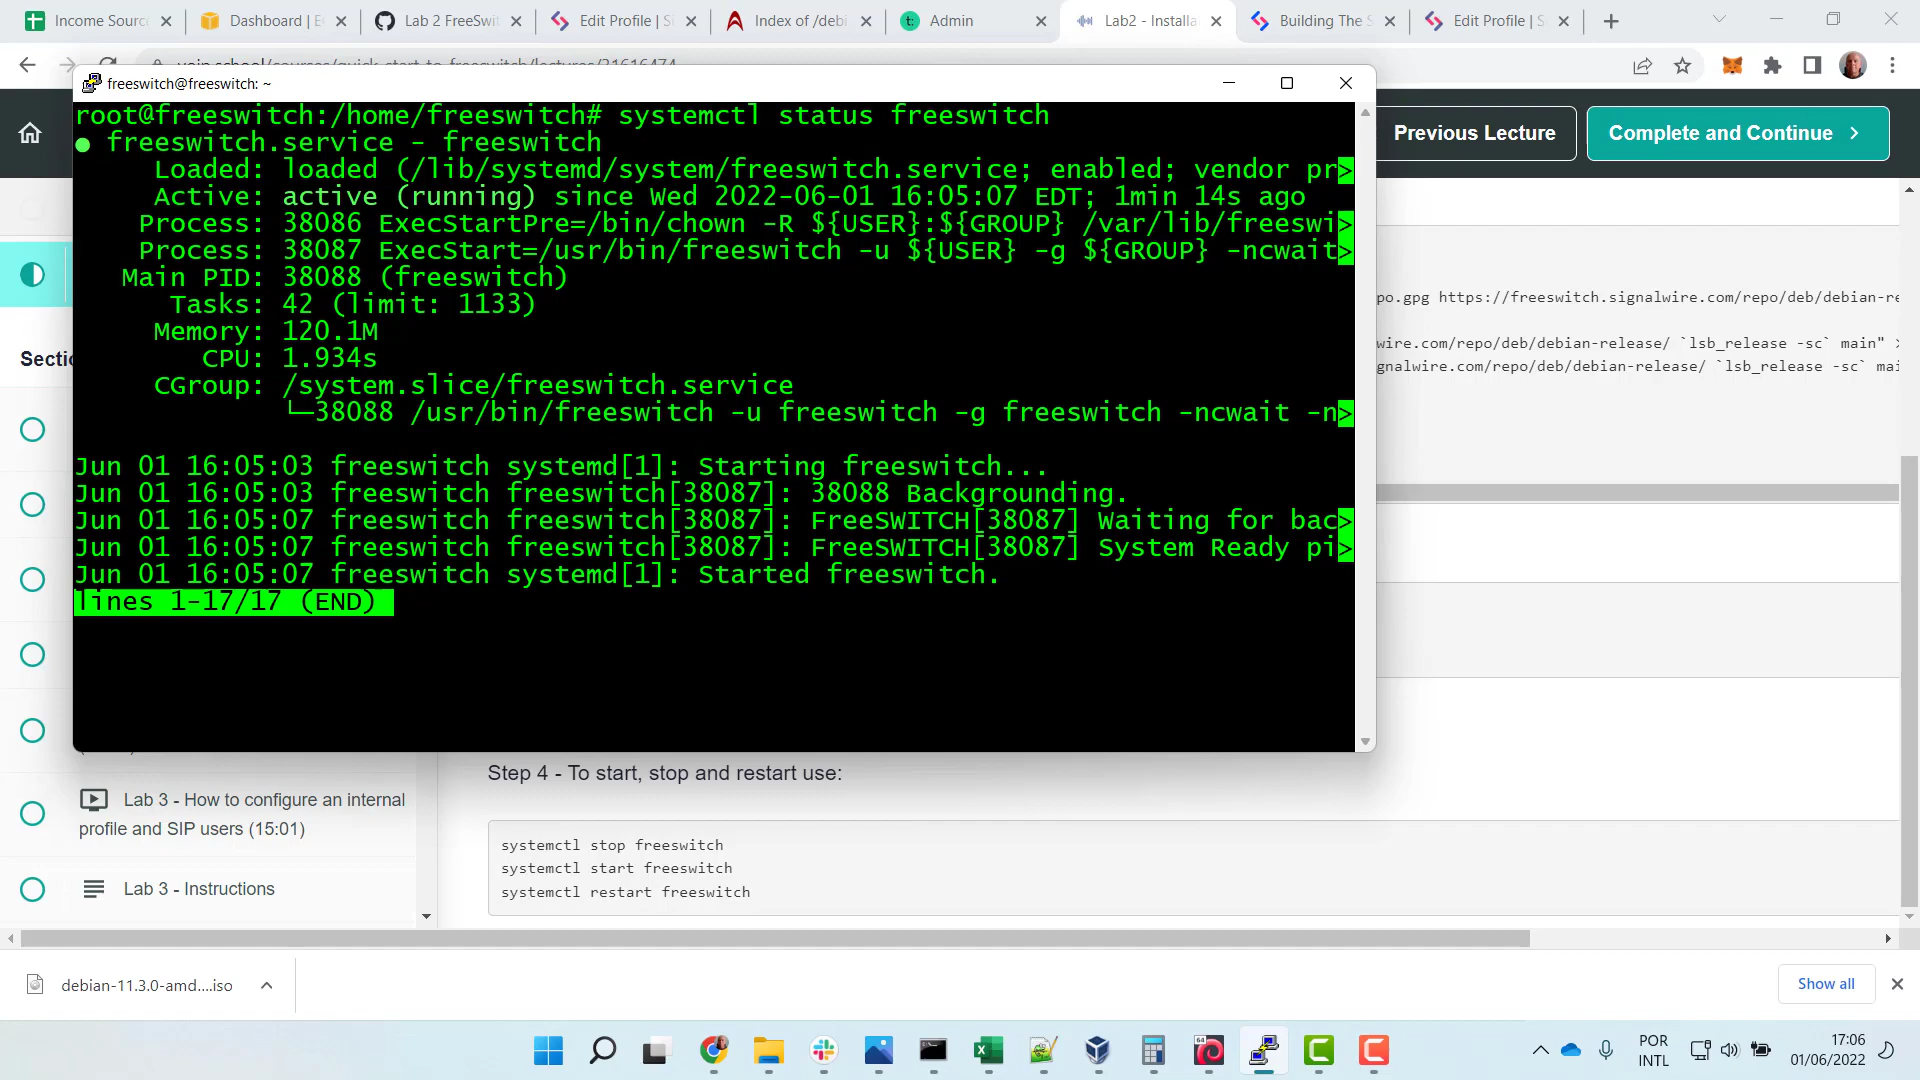 Income Sourc
Dashboard | E
Lab 2 FreeSwit
Edit Profile | Si
Index of /debi
Admin
Lab2 - Installa
Building The S
Edit Profile | S
freeswitch@freeswitch: ~
root@freeswitch:/home/freeswitch# systemctl status freeswitch
● freeswitch.service - freeswitch
Loaded: loaded (/lib/systemd/system/freeswitch.service; enabled; vendor pr>
Active: active (running) since Wed 2022-06-01 16:05:07 EDT; 1min 14s ago
Process: 38086 ExecStartPre=/bin/chown -R ${USER}:${GROUP} /var/lib/freeswi>
Process: 38087 ExecStart=/usr/bin/freeswitch -u ${USER} -g ${GROUP} -ncwait>
Main PID: 38088 (freeswitch)
Tasks: 42 (limit: 1133)
Memory: 120.1M
CPU: 1.934s
CGroup: /system.slice/freeswitch.service
└─38088 /usr/bin/freeswitch -u freeswitch -g freeswitch -ncwait -n>
Jun 01 16:05:03 freeswitch systemd[1]: Starting freeswitch...
Jun 01 16:05:03 freeswitch freeswitch[38087]: 38088 Backgrounding.
Jun 01 16:05:07 freeswitch freeswitch[38087]: FreeSWITCH[38087] Waiting for bac>
Jun 01 16:05:07 freeswitch freeswitch[38087]: FreeSWITCH[38087] System Ready pi>
Jun 01 16:05:07 freeswitch systemd[1]: Started freeswitch.
lines 1-17/17 (END)
Previous Lecture
Complete and Continue
po.gpg https://freeswitch.signalwire.com/repo/deb/debian-re
wire.com/repo/deb/debian-release/ `lsb_release -sc` main" >
gnalwire.com/repo/deb/debian-release/ `lsb_release -sc` mai
Sectio
Lab 3 - How to configure an internal
profile and SIP users (15:01)
Lab 3 - Instructions
Step 4 - To start, stop and restart use:
systemctl stop freeswitch
systemctl start freeswitch
systemctl restart freeswitch
debian-11.3.0-amd....iso
Show all
64
POR
INTL
17:06
01/06/2022